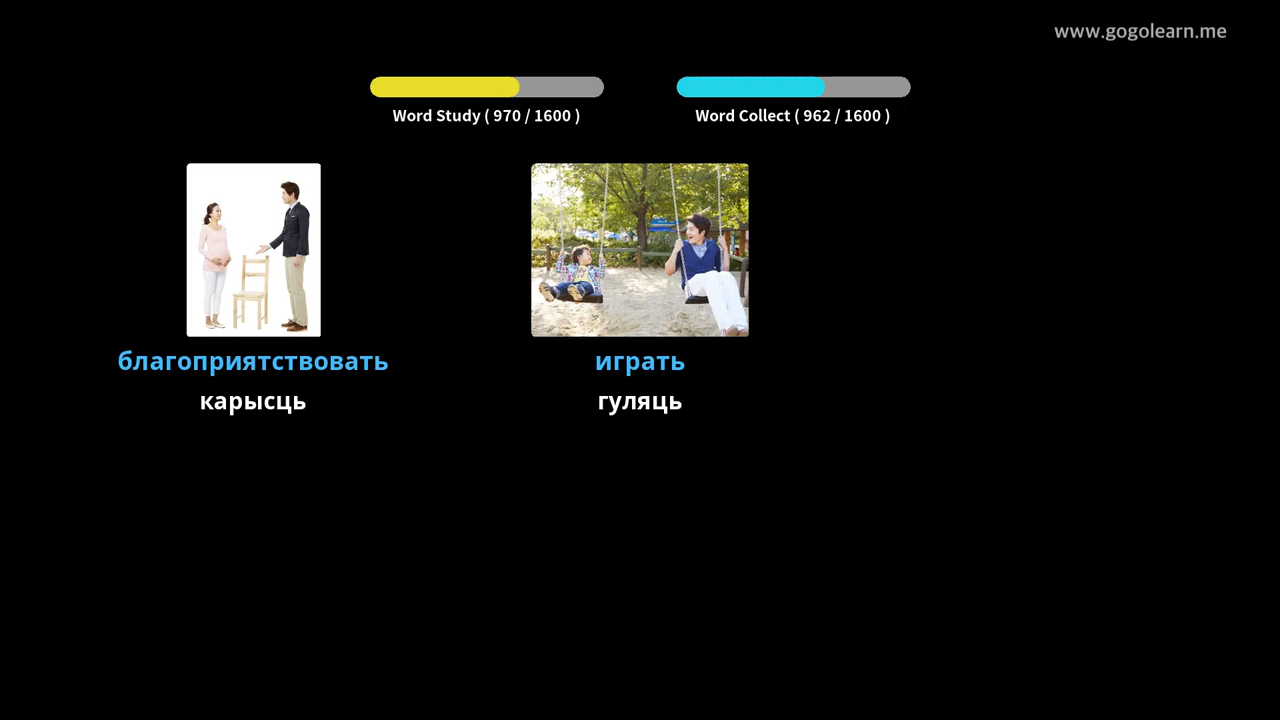 www.gogolearn.me
Word Study ( 970 / 1600 )
Word Collect ( 962 / 1600 )
благоприятствовать
карысць
играть
гуляць